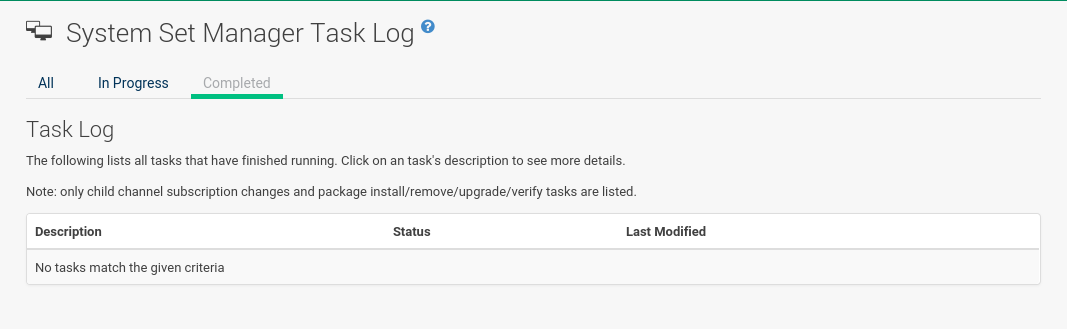 System Set Manager Task Log ?
All In Progress Completed
Task Log
The following lists all tasks that have finished running. Click on an task's description to see more details.
Note: only child channel subscription changes and package install/remove/upgrade/verify tasks are listed.
Description Status Last Modified
No tasks match the given criteria